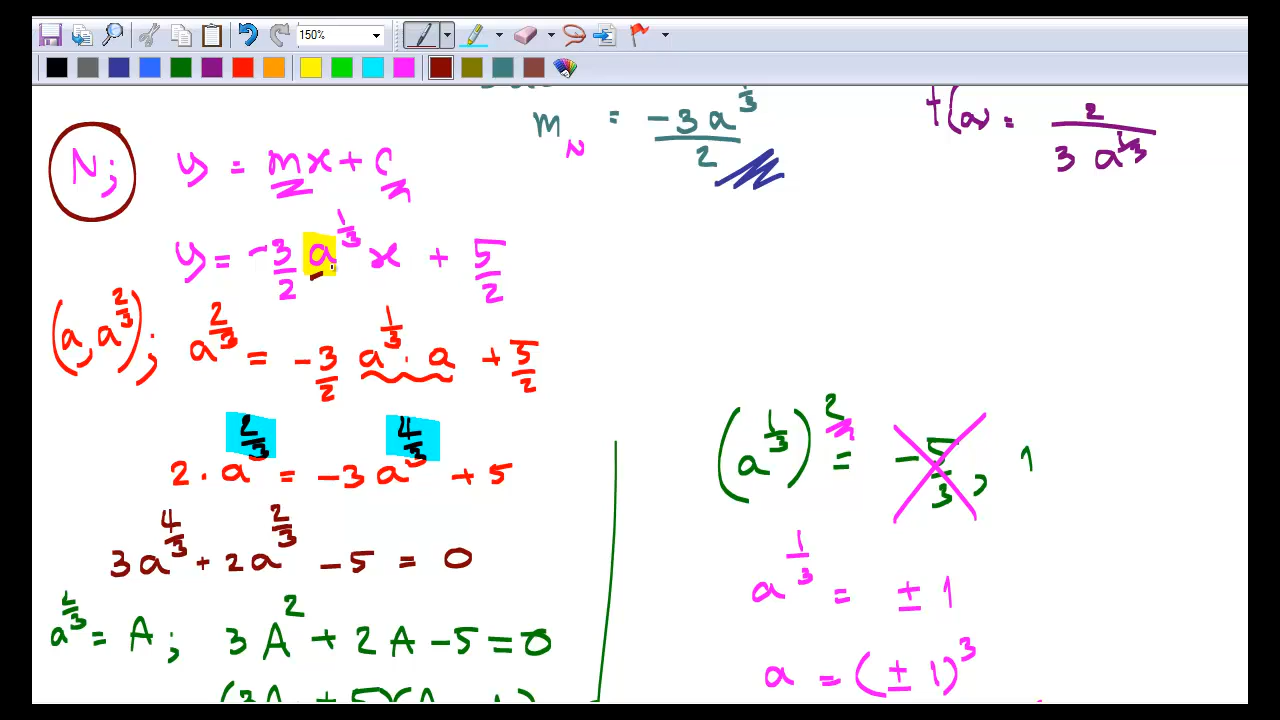 150%
m_N = -3a^{1/3}/2
f'(a) = 2/(3a^{1/3})
N; y = mx + c
y = -3/2 a^{1/3} x + 5/2
(a, a^{2/3}); a^{2/3} = -3/2 a^{1/3} · a + 5/2
2 · a^{2/3} = -3a^{4/3} + 5
3a^{4/3} + 2a^{2/3} - 5 = 0
a^{2/3} = A; 3A^2 + 2A - 5 = 0
(a^{1/3})^2 = -5/3, 1
a^{1/3} = ± 1
a = (± 1)^3